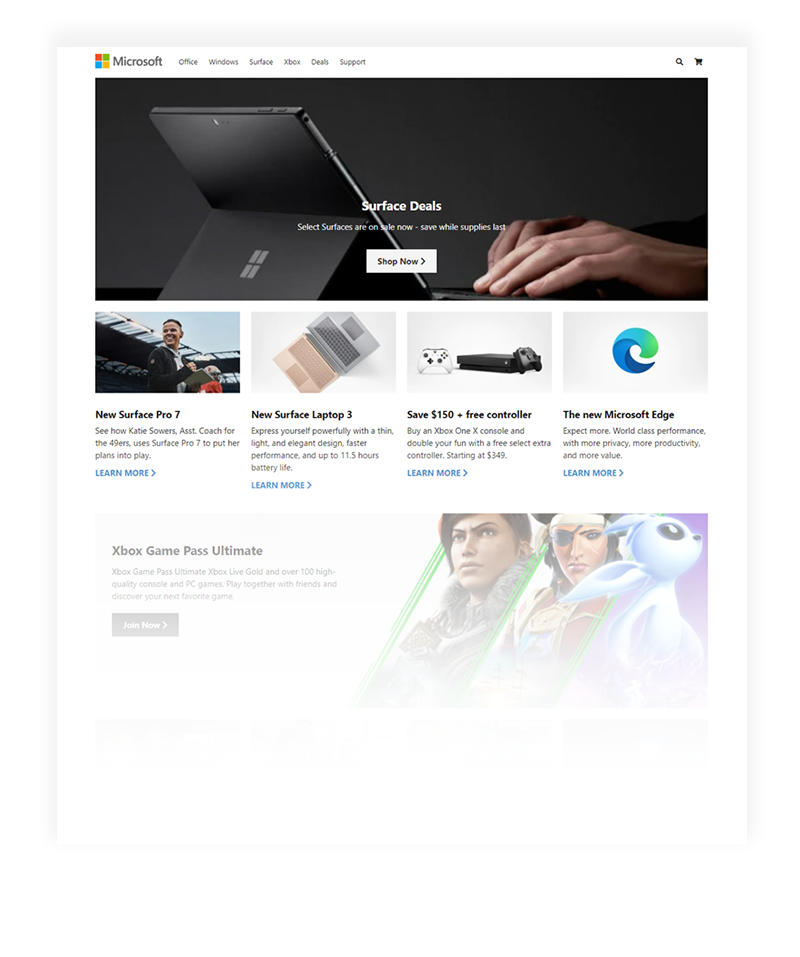 Microsoft Office Windows Surface Xbox Deals Support
Surface Deals
Select Surfaces are on sale now - save while supplies last
Shop Now
New Surface Pro 7
See how Katie Sowers, Asst. Coach for
the 49ers, uses Surface Pro 7 to put her
plans into play.
LEARN MORE
New Surface Laptop 3
Express yourself powerfully with a thin,
light, and elegant design, faster
performance, and up to 11.5 hours
battery life.
LEARN MORE
Save $150 + free controller
Buy an Xbox One X console and
double your fun with a free select extra
controller. Starting at $349.
LEARN MORE
The new Microsoft Edge
Expect more. World class performance,
with more privacy, more productivity,
and more value.
LEARN MORE
Xbox Game Pass Ultimate
Xbox Game Pass Ultimate Xbox Live Gold and over 100 high-
quality console and PC games. Play together with friends and
discover your next favorite game.
Join Now